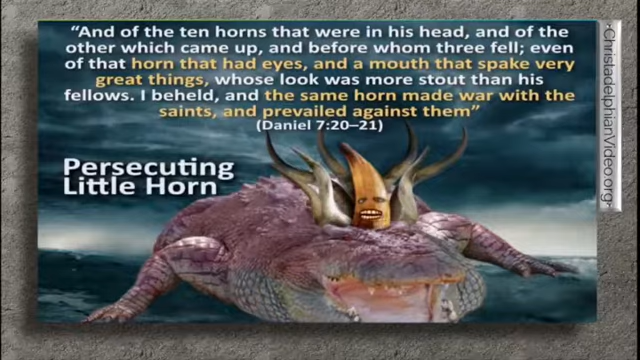 “And of the ten horns that were in his head, and of the
other which came up, and before whom three fell; even
of that horn that had eyes, and a mouth that spake very
great things, whose look was more stout than his
fellows. I beheld, and the same horn made war with the
saints, and prevailed against them”
(Daniel 7:20–21)
Persecuting
Little Horn
ChristadelphianVideo.org